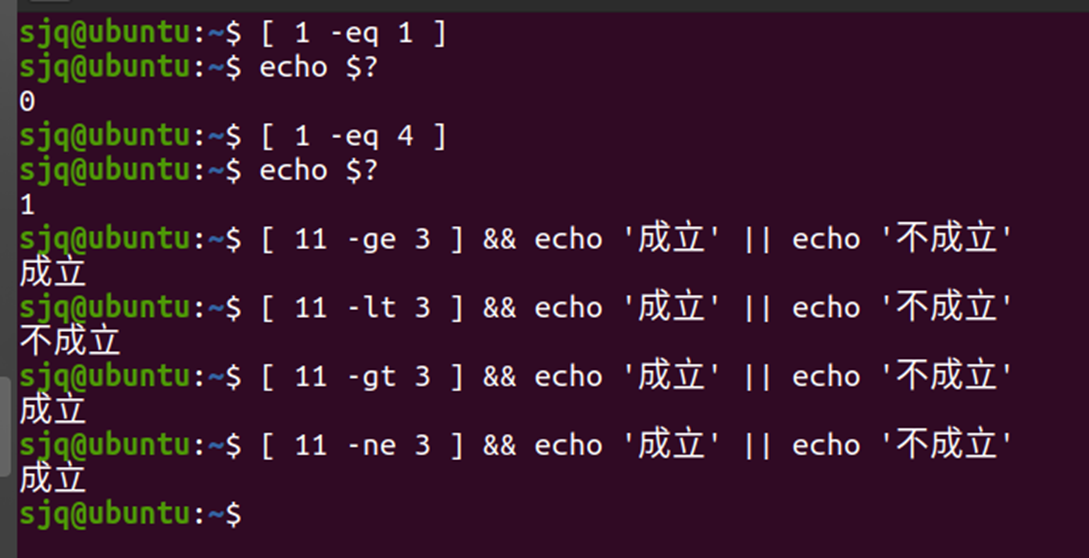 sjq@ubuntu:~$ [ 1 -eq 1 ]
sjq@ubuntu:~$ echo $?
0
sjq@ubuntu:~$ [ 1 -eq 4 ]
sjq@ubuntu:~$ echo $?
1
sjq@ubuntu:~$ [ 11 -ge 3 ] && echo '成立' || echo '不成立'
成立
sjq@ubuntu:~$ [ 11 -lt 3 ] && echo '成立' || echo '不成立'
不成立
sjq@ubuntu:~$ [ 11 -gt 3 ] && echo '成立' || echo '不成立'
成立
sjq@ubuntu:~$ [ 11 -ne 3 ] && echo '成立' || echo '不成立'
成立
sjq@ubuntu:~$